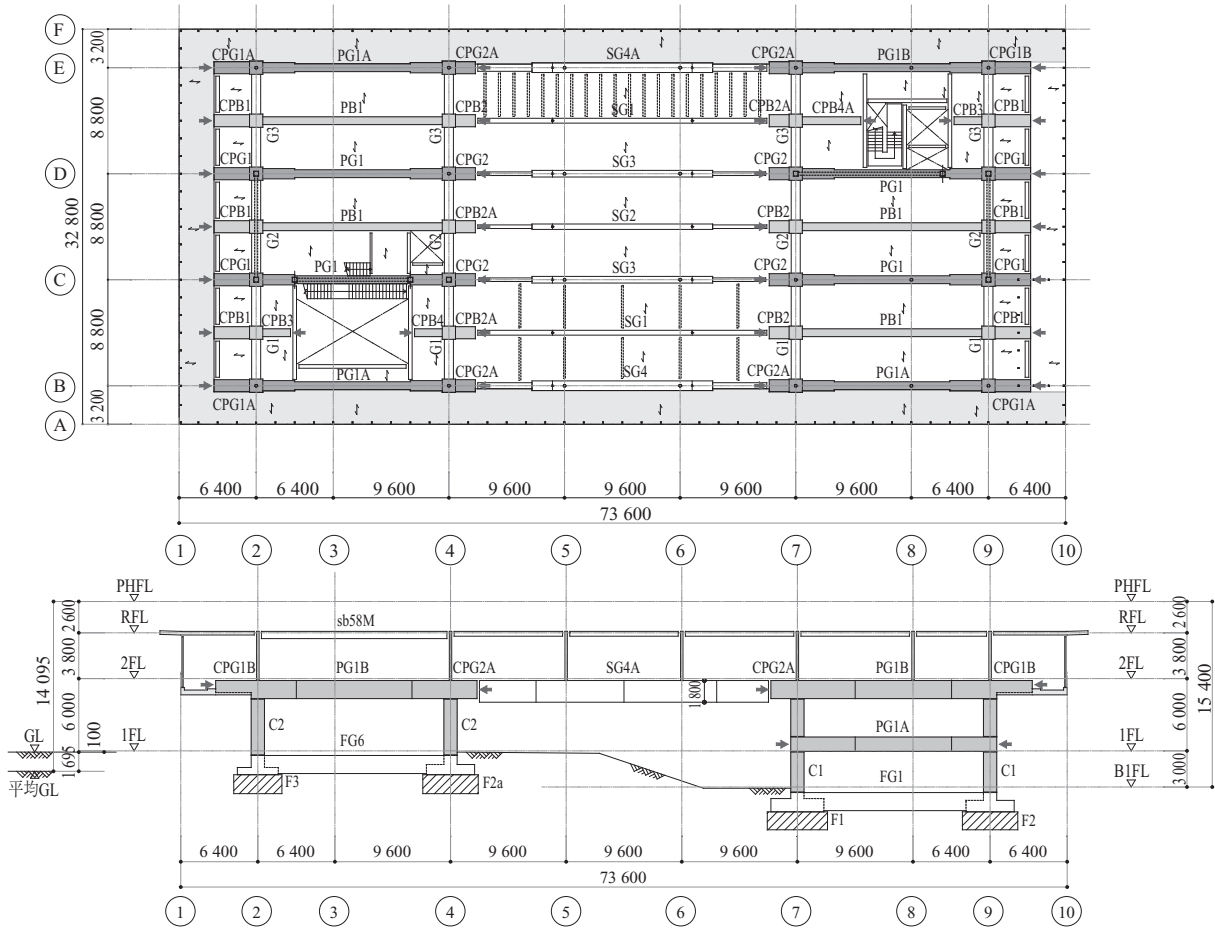 F
3 200
CPG1A PG1A CPG2A SG4A CPG2A PG1B CPG1B
E
8 800
CPB1 PB1 CPB2 SG1 CPB2A CPB4A CPB3 CPB1
G3 G3 G3 G3
CPG1 PG1 CPG2 SG3 CPG2 PG1 CPG1
D
32 800
8 800
CPB1 PB1 CPB2A SG2 CPB2 PB1 CPB1
G2 G2 G2 G2
CPG1 PG1 CPG2 SG3 CPG2 PG1 CPG1
C
8 800
CPB1 CPB3 CPB4 CPB2A SG1 CPB2 PB1 CPB1
G1 G1 G1 G1
PG1A CPG2A SG4 CPG2A PG1A
B
CPG1A CPG1A
3 200
A
6 400 6 400 9 600 9 600 9 600 9 600 9 600 6 400 6 400
73 600
1 2 3 4 5 6 7 8 9 10
PHFL PHFL
2 600 2 600
RFL sb58M RFL
3 800 3 800
14 095 15 400
2FL CPG1B PG1B CPG2A SG4A CPG2A PG1B CPG1B 2FL
1 800
6 000 6 000
C2 C2 PG1A
GL 100 1FL FG6 1FL
1 695 3 000
平均GL F3 F2a C1 FG1 C1 B1FL
F1 F2
6 400 6 400 9 600 9 600 9 600 9 600 9 600 6 400 6 400
73 600
1 2 3 4 5 6 7 8 9 10